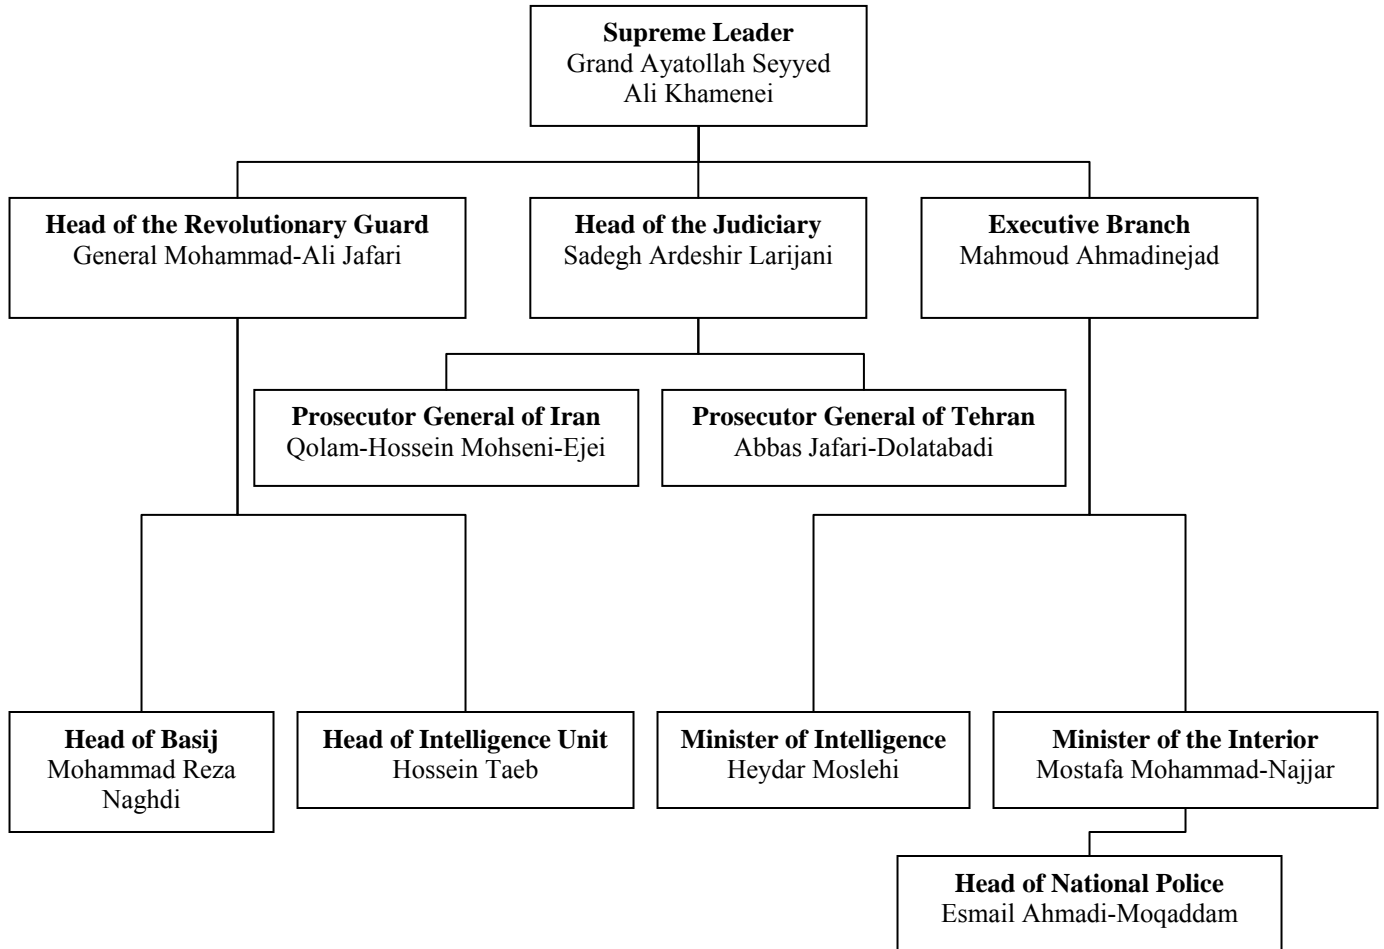 Supreme Leader
Grand Ayatollah Seyyed
Ali Khamenei
Head of the Revolutionary Guard
General Mohammad-Ali Jafari
Head of the Judiciary
Sadegh Ardeshir Larijani
Executive Branch
Mahmoud Ahmadinejad
Prosecutor General of Iran
Qolam-Hossein Mohseni-Ejei
Prosecutor General of Tehran
Abbas Jafari-Dolatabadi
Head of Basij
Mohammad Reza
Naghdi
Head of Intelligence Unit
Hossein Taeb
Minister of Intelligence
Heydar Moslehi
Minister of the Interior
Mostafa Mohammad-Najjar
Head of National Police
Esmail Ahmadi-Moqaddam